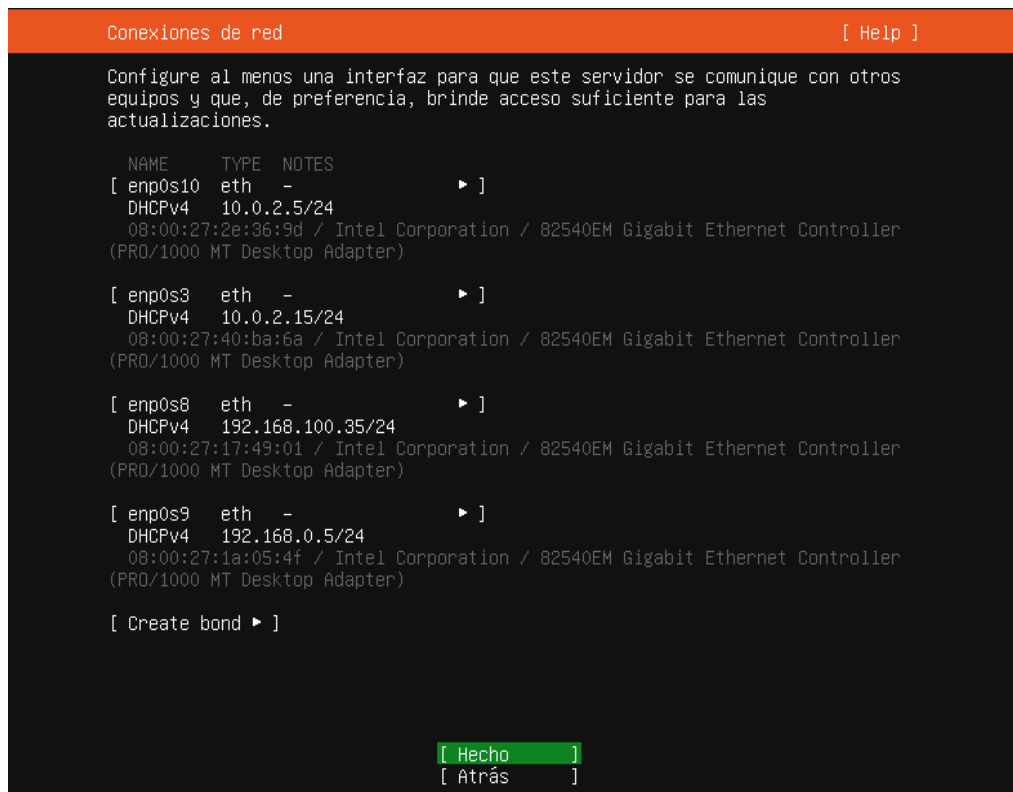 Conexiones de red [ Help ]
Configure al menos una interfaz para que este servidor se comunique con otros
equipos y que, de preferencia, brinde acceso suficiente para las
actualizaciones.
NAME TYPE NOTES
[ enp0s10 eth – ▸ ]
DHCPv4 10.0.2.5/24
08:00:27:2e:36:9d / Intel Corporation / 82540EM Gigabit Ethernet Controller
(PRO/1000 MT Desktop Adapter)
[ enp0s3 eth – ▸ ]
DHCPv4 10.0.2.15/24
08:00:27:40:ba:6a / Intel Corporation / 82540EM Gigabit Ethernet Controller
(PRO/1000 MT Desktop Adapter)
[ enp0s8 eth – ▸ ]
DHCPv4 192.168.100.35/24
08:00:27:17:49:01 / Intel Corporation / 82540EM Gigabit Ethernet Controller
(PRO/1000 MT Desktop Adapter)
[ enp0s9 eth – ▸ ]
DHCPv4 192.168.0.5/24
08:00:27:1a:05:4f / Intel Corporation / 82540EM Gigabit Ethernet Controller
(PRO/1000 MT Desktop Adapter)
[ Create bond ▸ ]
[ Hecho ]
[ Atrás ]